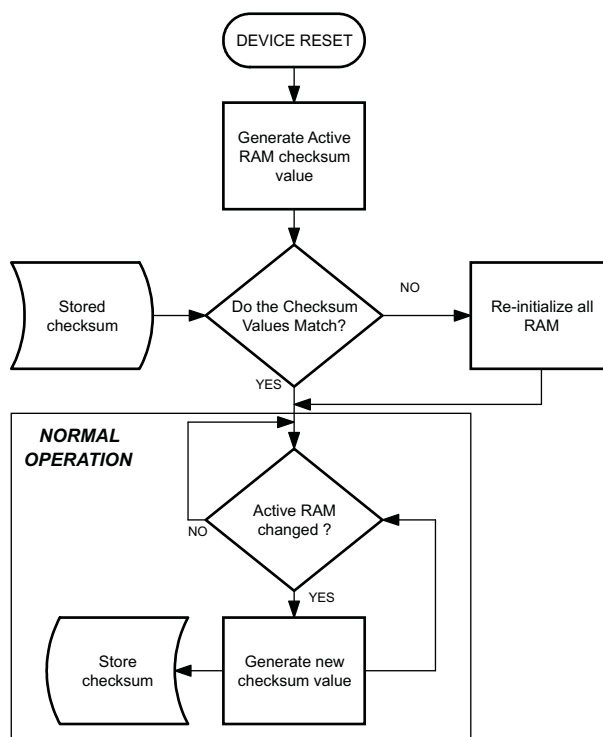 DEVICE RESET
Generate Active
RAM checksum
value
Stored
checksum
Do the Checksum
Values Match?
NO
Re-initialize all
RAM
YES
NORMAL
OPERATION
Active RAM
changed ?
NO
YES
Store
checksum
Generate new
checksum value